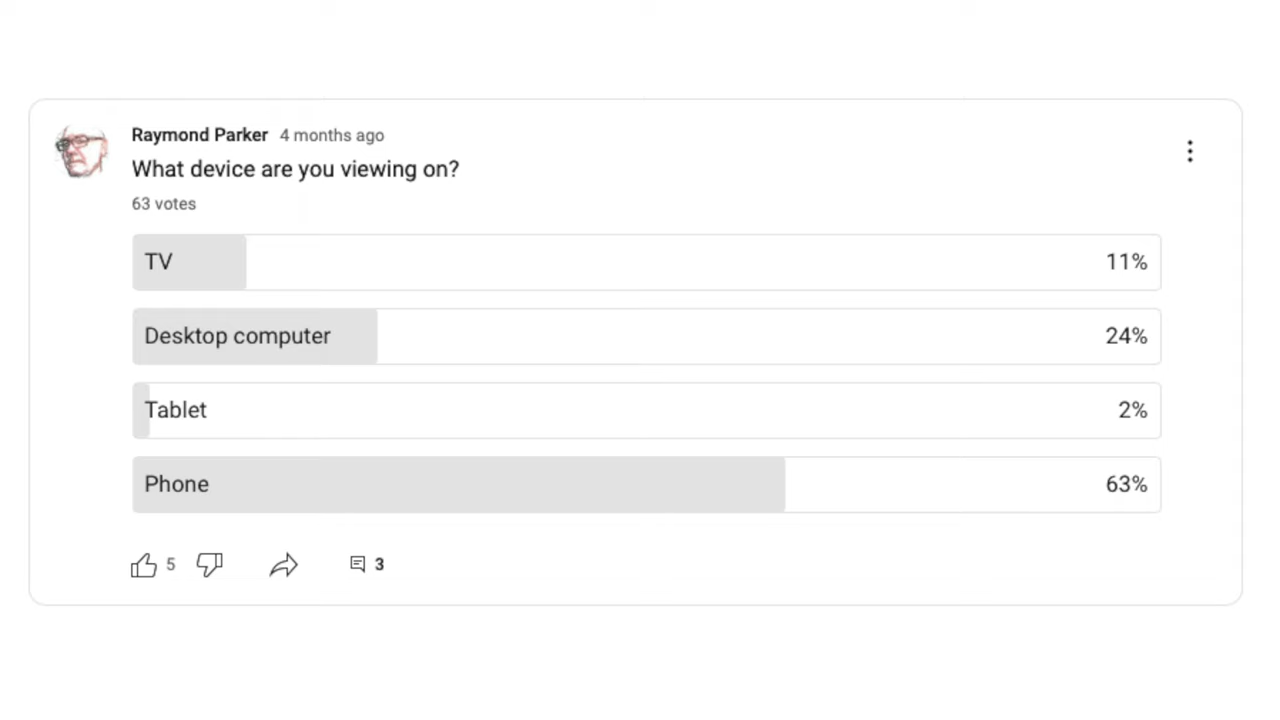 Raymond Parker 4 months ago
What device are you viewing on?
63 votes
TV 11%
Desktop computer 24%
Tablet 2%
Phone 63%
5 3